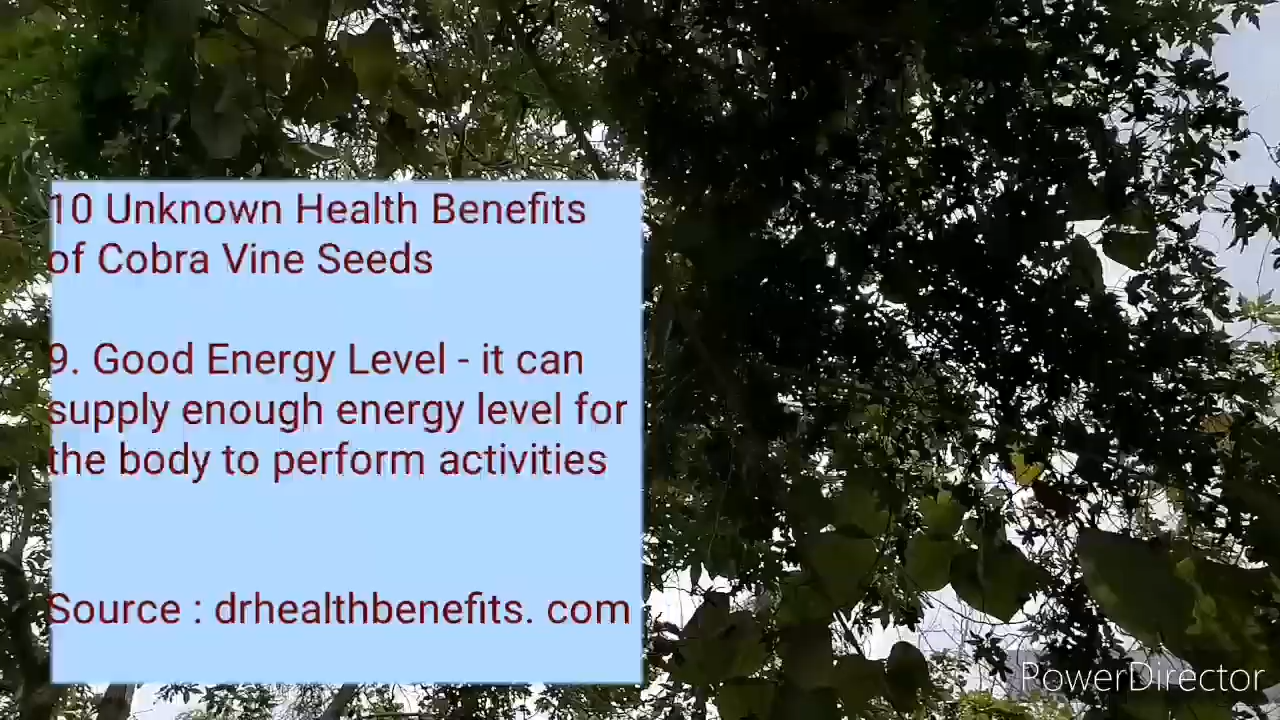 10 Unknown Health Benefits
of Cobra Vine Seeds
9. Good Energy Level - it can
supply enough energy level for
the body to perform activities
Source : drhealthbenefits. com
PowerDirector